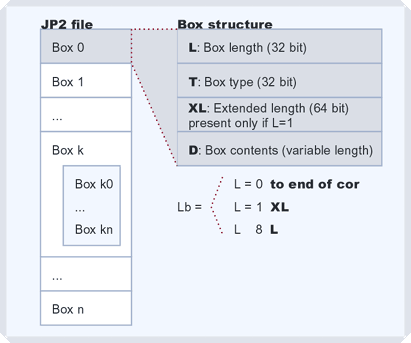 JP2 file
Box 0
Box 1
...
Box k
Box k0
...
Box kn
...
Box n
Box structure
L: Box length (32 bit)
T: Box type (32 bit)
XL: Extended length (64 bit)
present only if L=1
D: Box contents (variable length)
Lb =
L = 0 to end of cor
L = 1 XL
L 8 L